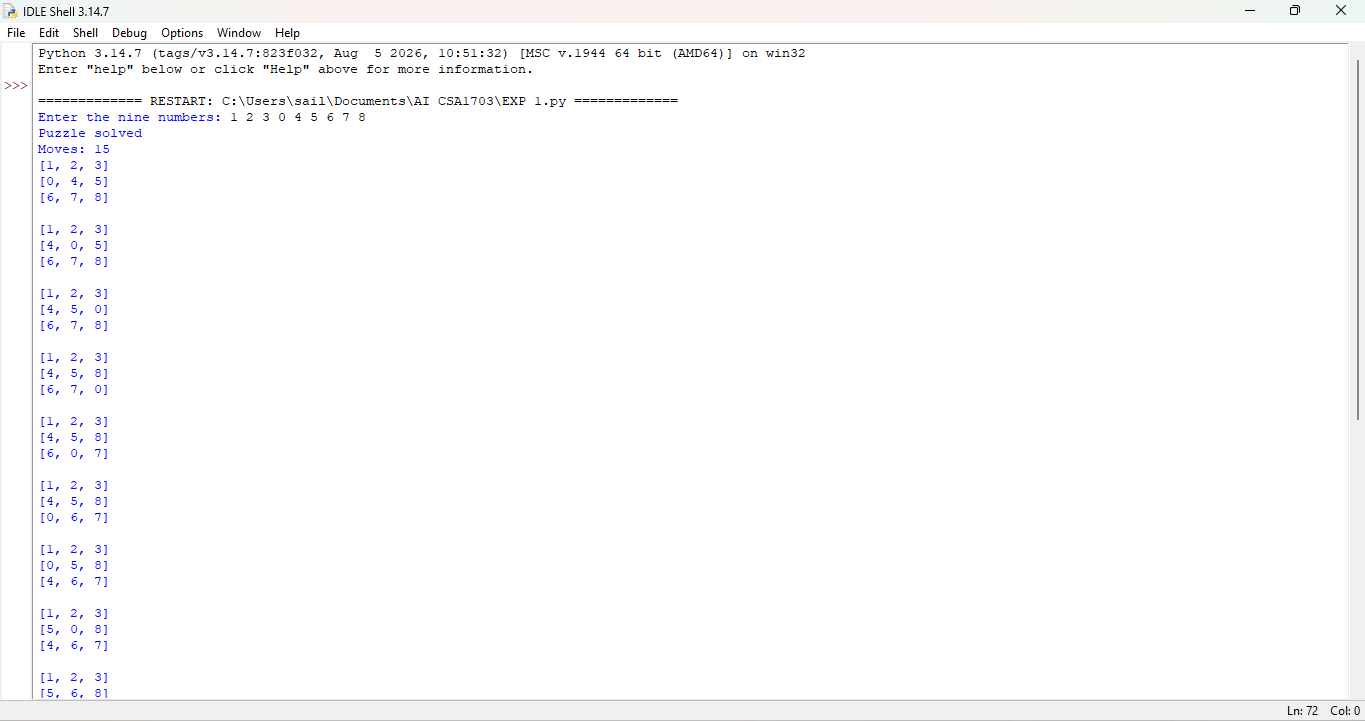 IDLE Shell 3.14.7
File Edit Shell Debug Options Window Help
Python 3.14.7 (tags/v3.14.7:823f032, Aug  5 2026, 10:51:32) [MSC v.1944 64 bit (AMD64)] on win32
Enter "help" below or click "Help" above for more information.
>>>
============= RESTART: C:\Users\sail\Documents\AI CSA1703\EXP 1.py =============
Enter the nine numbers: 1 2 3 0 4 5 6 7 8
Puzzle solved
Moves: 15
[1, 2, 3]
[0, 4, 5]
[6, 7, 8]

[1, 2, 3]
[4, 0, 5]
[6, 7, 8]

[1, 2, 3]
[4, 5, 0]
[6, 7, 8]

[1, 2, 3]
[4, 5, 8]
[6, 7, 0]

[1, 2, 3]
[4, 5, 8]
[6, 0, 7]

[1, 2, 3]
[4, 5, 8]
[0, 6, 7]

[1, 2, 3]
[0, 5, 8]
[4, 6, 7]

[1, 2, 3]
[5, 0, 8]
[4, 6, 7]

[1, 2, 3]
[5, 6, 8]
Ln: 72 Col: 0